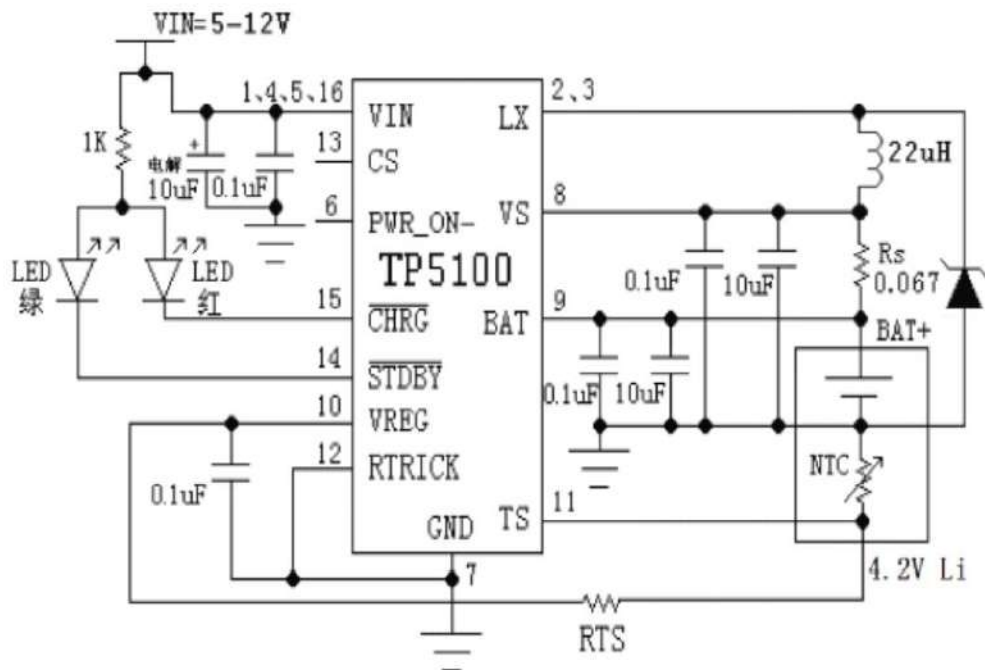 VIN=5-12V
1、4、5、16
2、3
VIN
LX
1K
13
CS
电解
+
10uF
0.1uF
22uH
6
PWR_ON-
VS
8
TP5100
LED
绿
LED
红
0.1uF
10uF
Rs
0.067
15
CHRG
BAT
9
BAT+
14
STDBY
0.1uF
10uF
10
VREG
12
RTRICK
0.1uF
NTC
GND
TS
11
7
4.2V Li
RTS